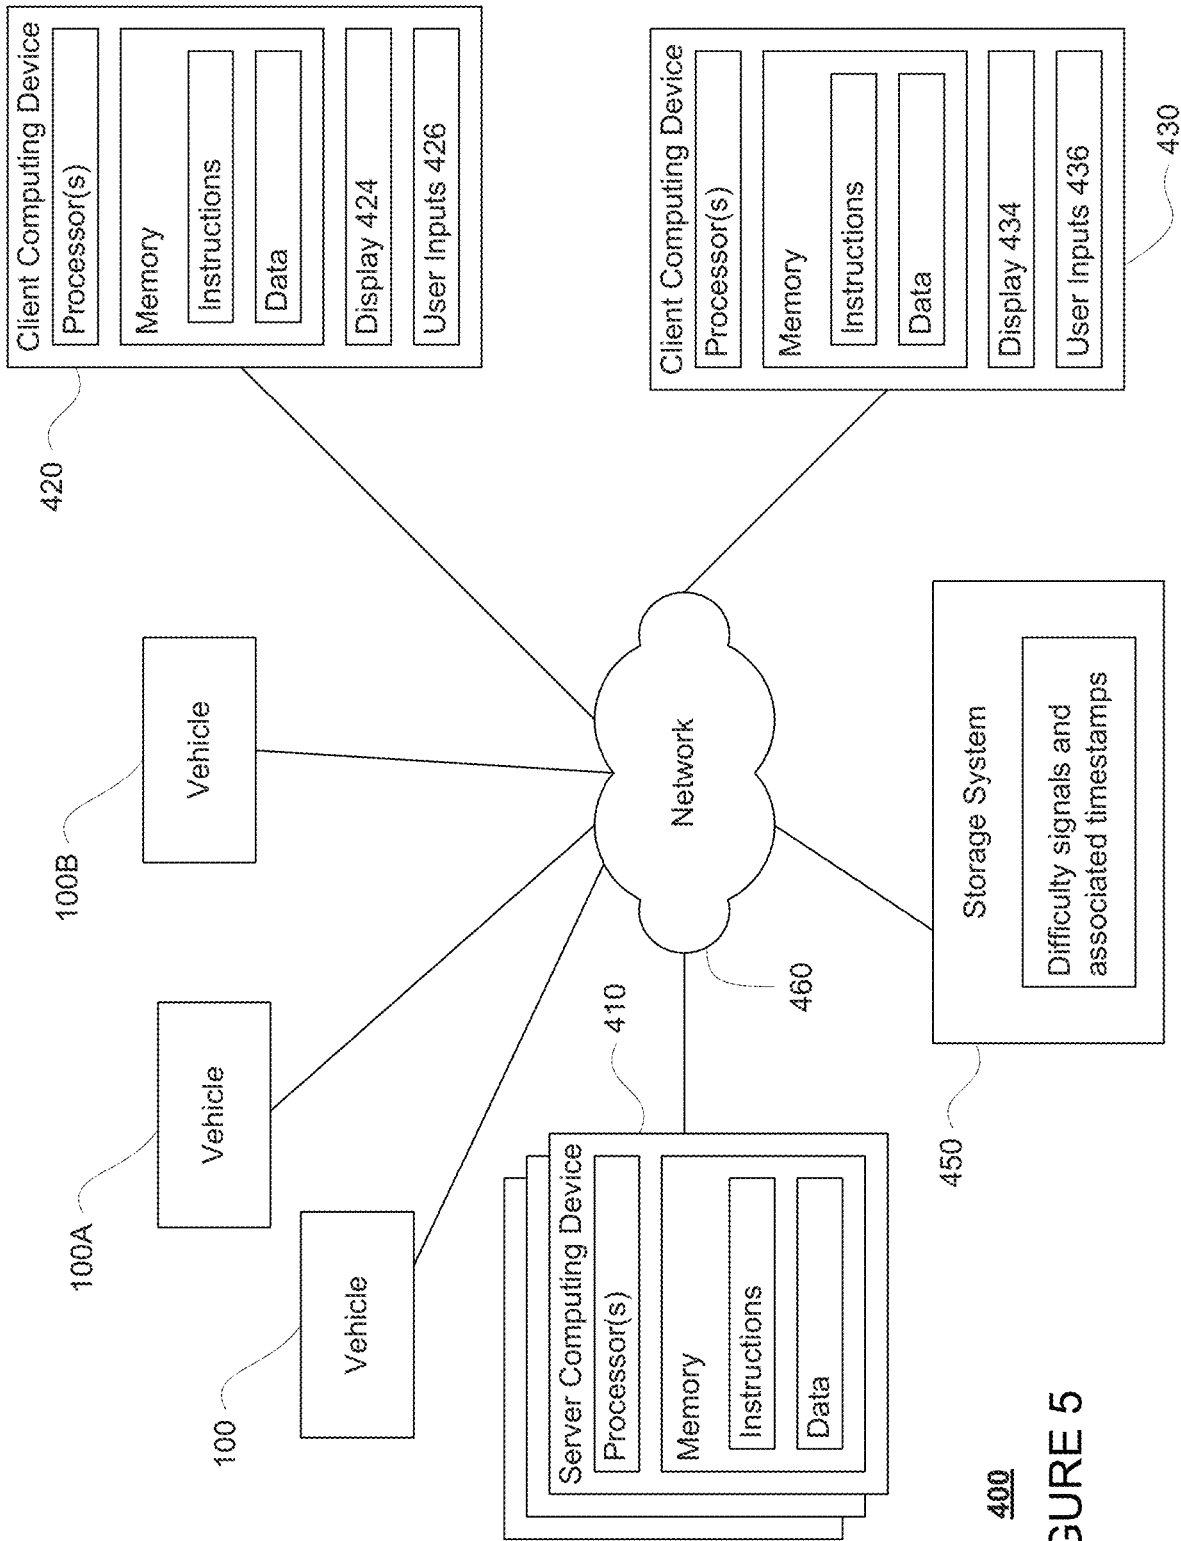 Vehicle
100
Vehicle
100A
Vehicle
100B
420
Client Computing Device
Processor(s)
Memory
Instructions
Data
Display 424
User Inputs 426
Server Computing Device
Processor(s)
Memory
Instructions
Data
410
Network
460
Client Computing Device
Processor(s)
Memory
Instructions
Data
Display 434
User Inputs 436
430
450
Storage System
Difficulty signals and
associated timestamps
400
GURE 5